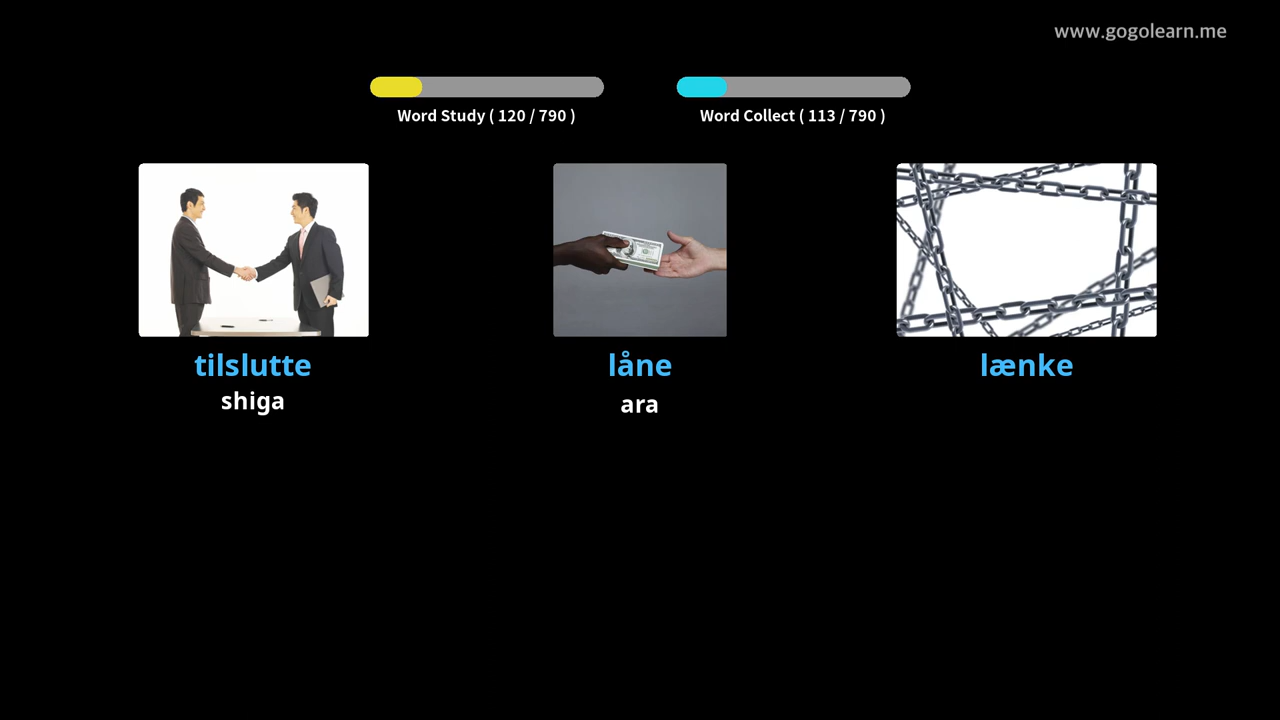 www.gogolearn.me
Word Study ( 120 / 790 )
Word Collect ( 113 / 790 )
tilslutte
shiga
låne
ara
lænke